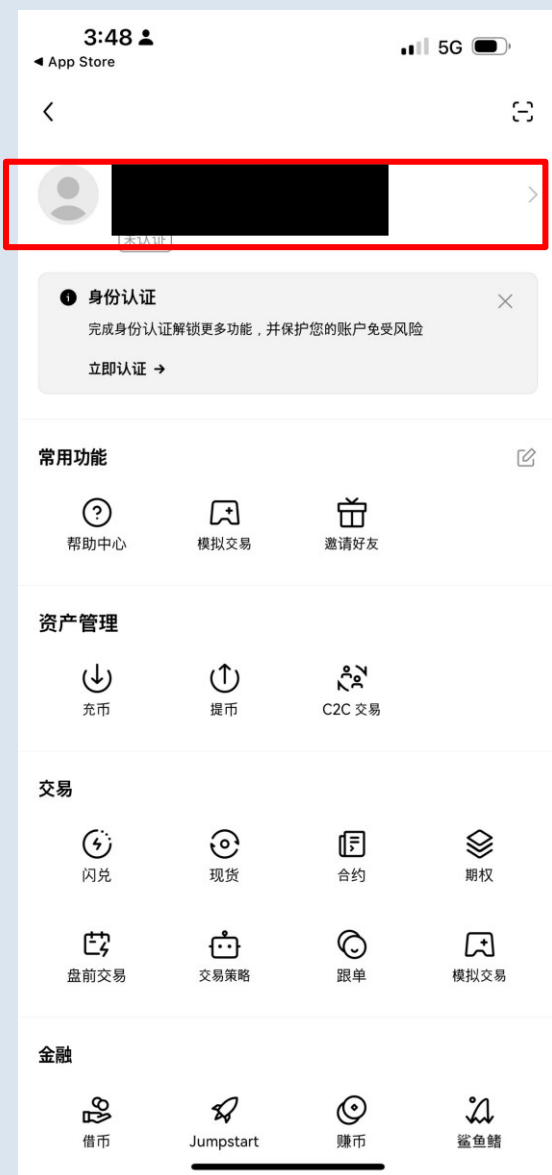 3:48
5G
App Store
未认证
身份认证
完成身份认证解锁更多功能，并保护您的账户免受风险
立即认证 →
常用功能
帮助中心 模拟交易 邀请好友
资产管理
充币 提币 C2C 交易
交易
闪兑 现货 合约 期权
盘前交易 交易策略 跟单 模拟交易
金融
借币 Jumpstart 赚币 鲨鱼鳍